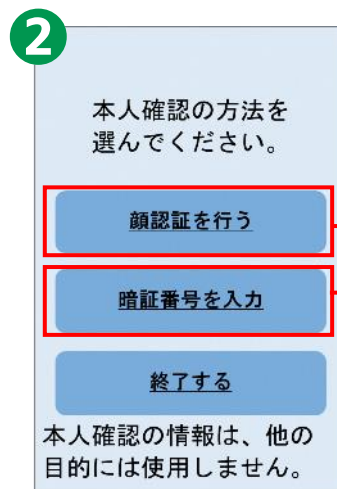 2
本人確認の方法を
選んでください。
顔認証を行う
暗証番号を入力
終了する
本人確認の情報は、他の
目的には使用しません。